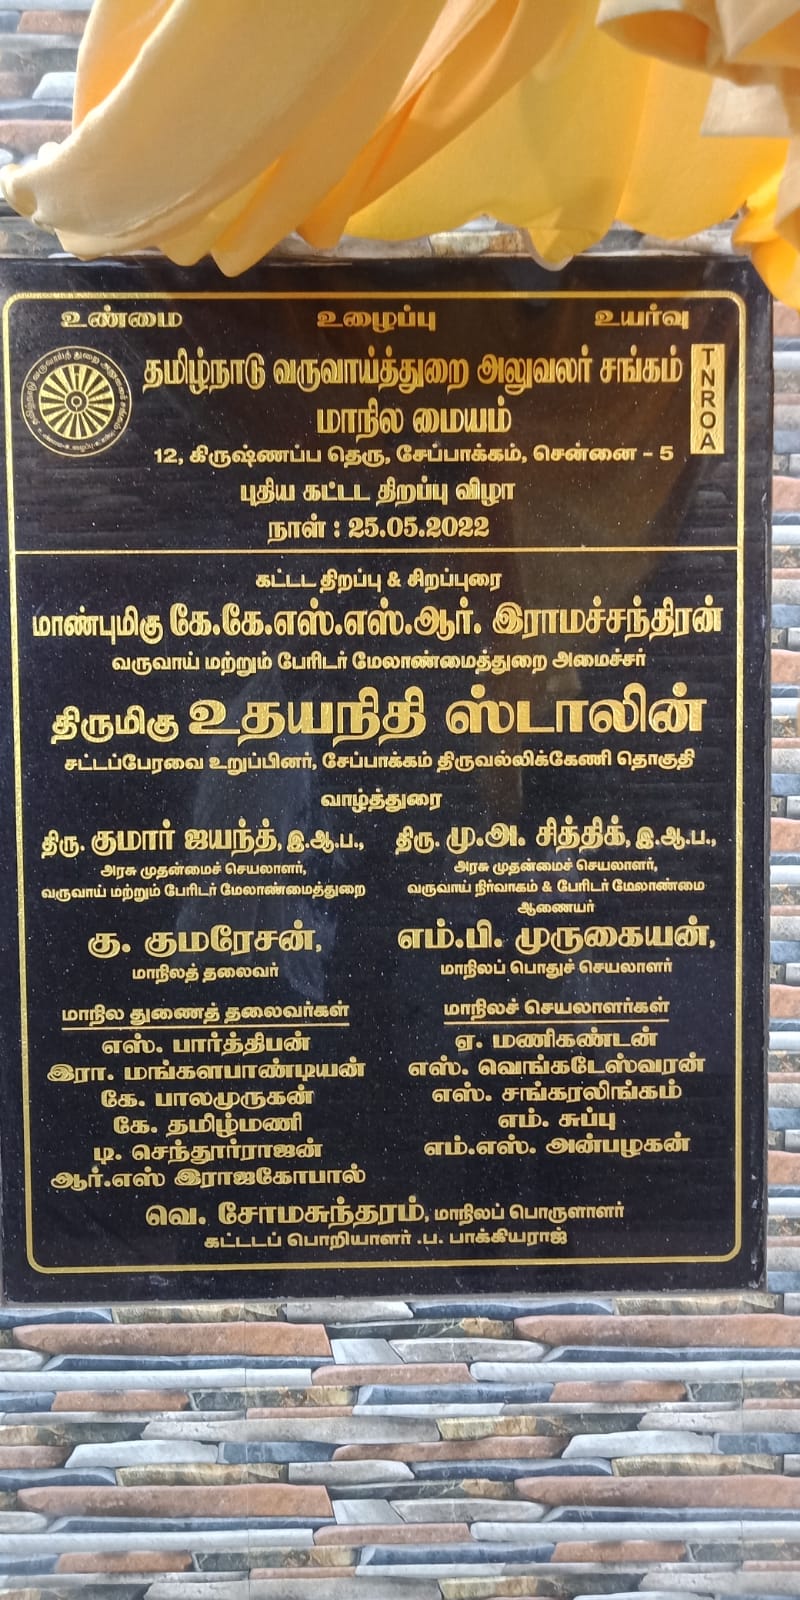 உண்மை உழைப்பு உயர்வு
தமிழ்நாடு வருவாய்த்துறை அலுவலர் சங்கம்
TNROA
மாநில மையம்
12, கிருஷ்ணப்ப தெரு, சேப்பாக்கம், சென்னை - 5
புதிய கட்டட திறப்பு விழா
நாள் : 25.05.2022
கட்டட திறப்பு & சிறப்புரை
மாண்புமிகு கே.கே.எஸ்.எஸ்.ஆர். இராமச்சந்திரன்
வருவாய் மற்றும் பேரிடர் மேலாண்மைத்துறை அமைச்சர்
திருமிகு உதயநிதி ஸ்டாலின்
சட்டப்பேரவை உறுப்பினர், சேப்பாக்கம் திருவல்லிக்கேணி தொகுதி
வாழ்த்துரை
திரு. குமார் ஜயந்த், இ.ஆ.ப.,
அரசு முதன்மைச் செயலாளர்,
வருவாய் மற்றும் பேரிடர் மேலாண்மைத்துறை
திரு. மு.அ. சித்திக், இ.ஆ.ப.,
அரசு முதன்மைச் செயலாளர்,
வருவாய் நிர்வாகம் & பேரிடர் மேலாண்மை
ஆணையர்
கு. குமரேசன்,
மாநிலத் தலைவர்
எம்.பி. முருகையன்,
மாநிலப் பொதுச் செயலாளர்
மாநில துணைத் தலைவர்கள்
எஸ். பார்த்திபன்
இரா. மங்களபாண்டியன்
கே. பாலமுருகன்
கே. தமிழ்மணி
டி. செந்தூர்ராஜன்
ஆர்.எஸ் இராஜகோபால்
மாநிலச் செயலாளர்கள்
ஏ. மணிகண்டன்
எஸ். வெங்கடேஸ்வரன்
எஸ். சங்கரலிங்கம்
எம். சுப்பு
எம்.எஸ். அன்பழகன்
வெ. சோமசுந்தரம், மாநிலப் பொருளாளர்
கட்டடப் பொறியாளர் .ப. பாக்கியராஜ்